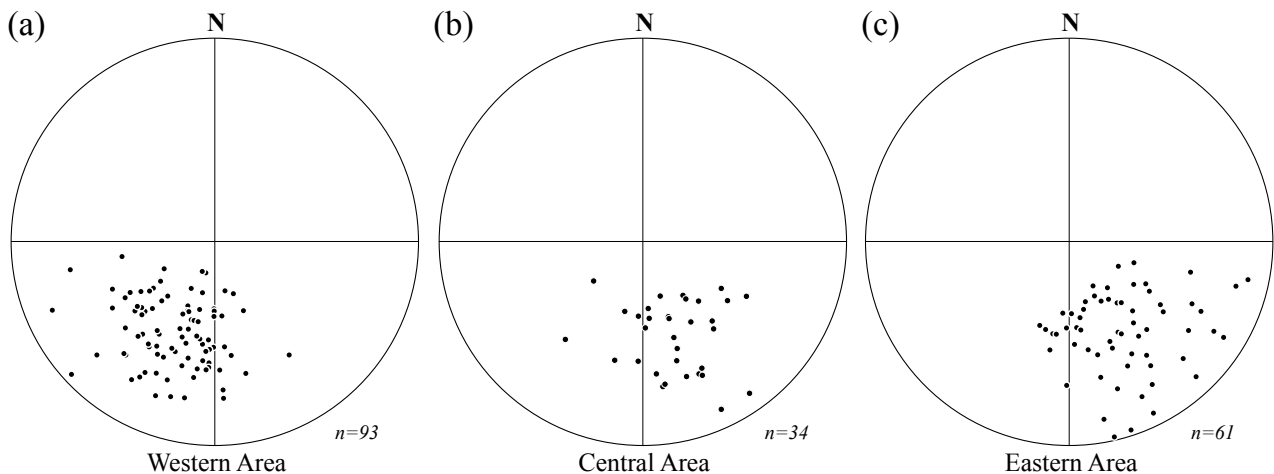 (a)
N
n=93
Western Area
(b)
N
n=34
Central Area
(c)
N
n=61
Eastern Area